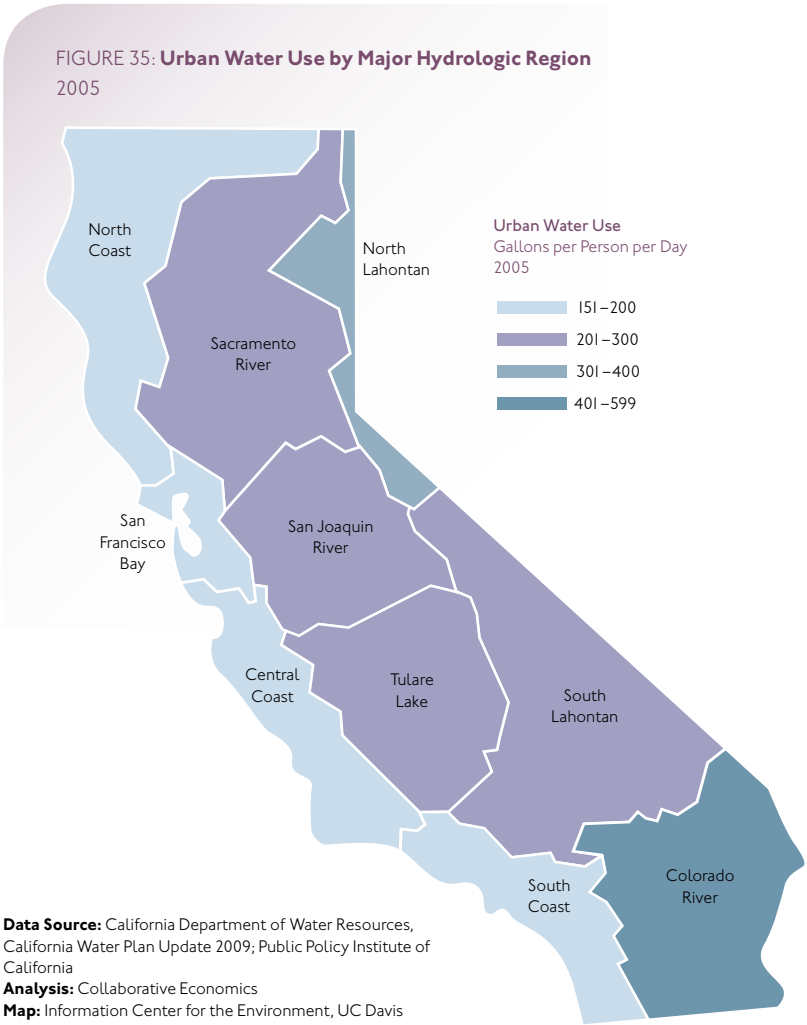 FIGURE 35: Urban Water Use by Major Hydrologic Region
2005
North
Coast
North
Lahontan
Sacramento
River
San
Francisco
Bay
San Joaquin
River
Central
Coast
Tulare
Lake
South
Lahontan
South
Coast
Colorado
River
Urban Water Use
Gallons per Person per Day
2005
151–200
201–300
301–400
401–599
Data Source: California Department of Water Resources,
California Water Plan Update 2009; Public Policy Institute of
California
Analysis: Collaborative Economics
Map: Information Center for the Environment, UC Davis